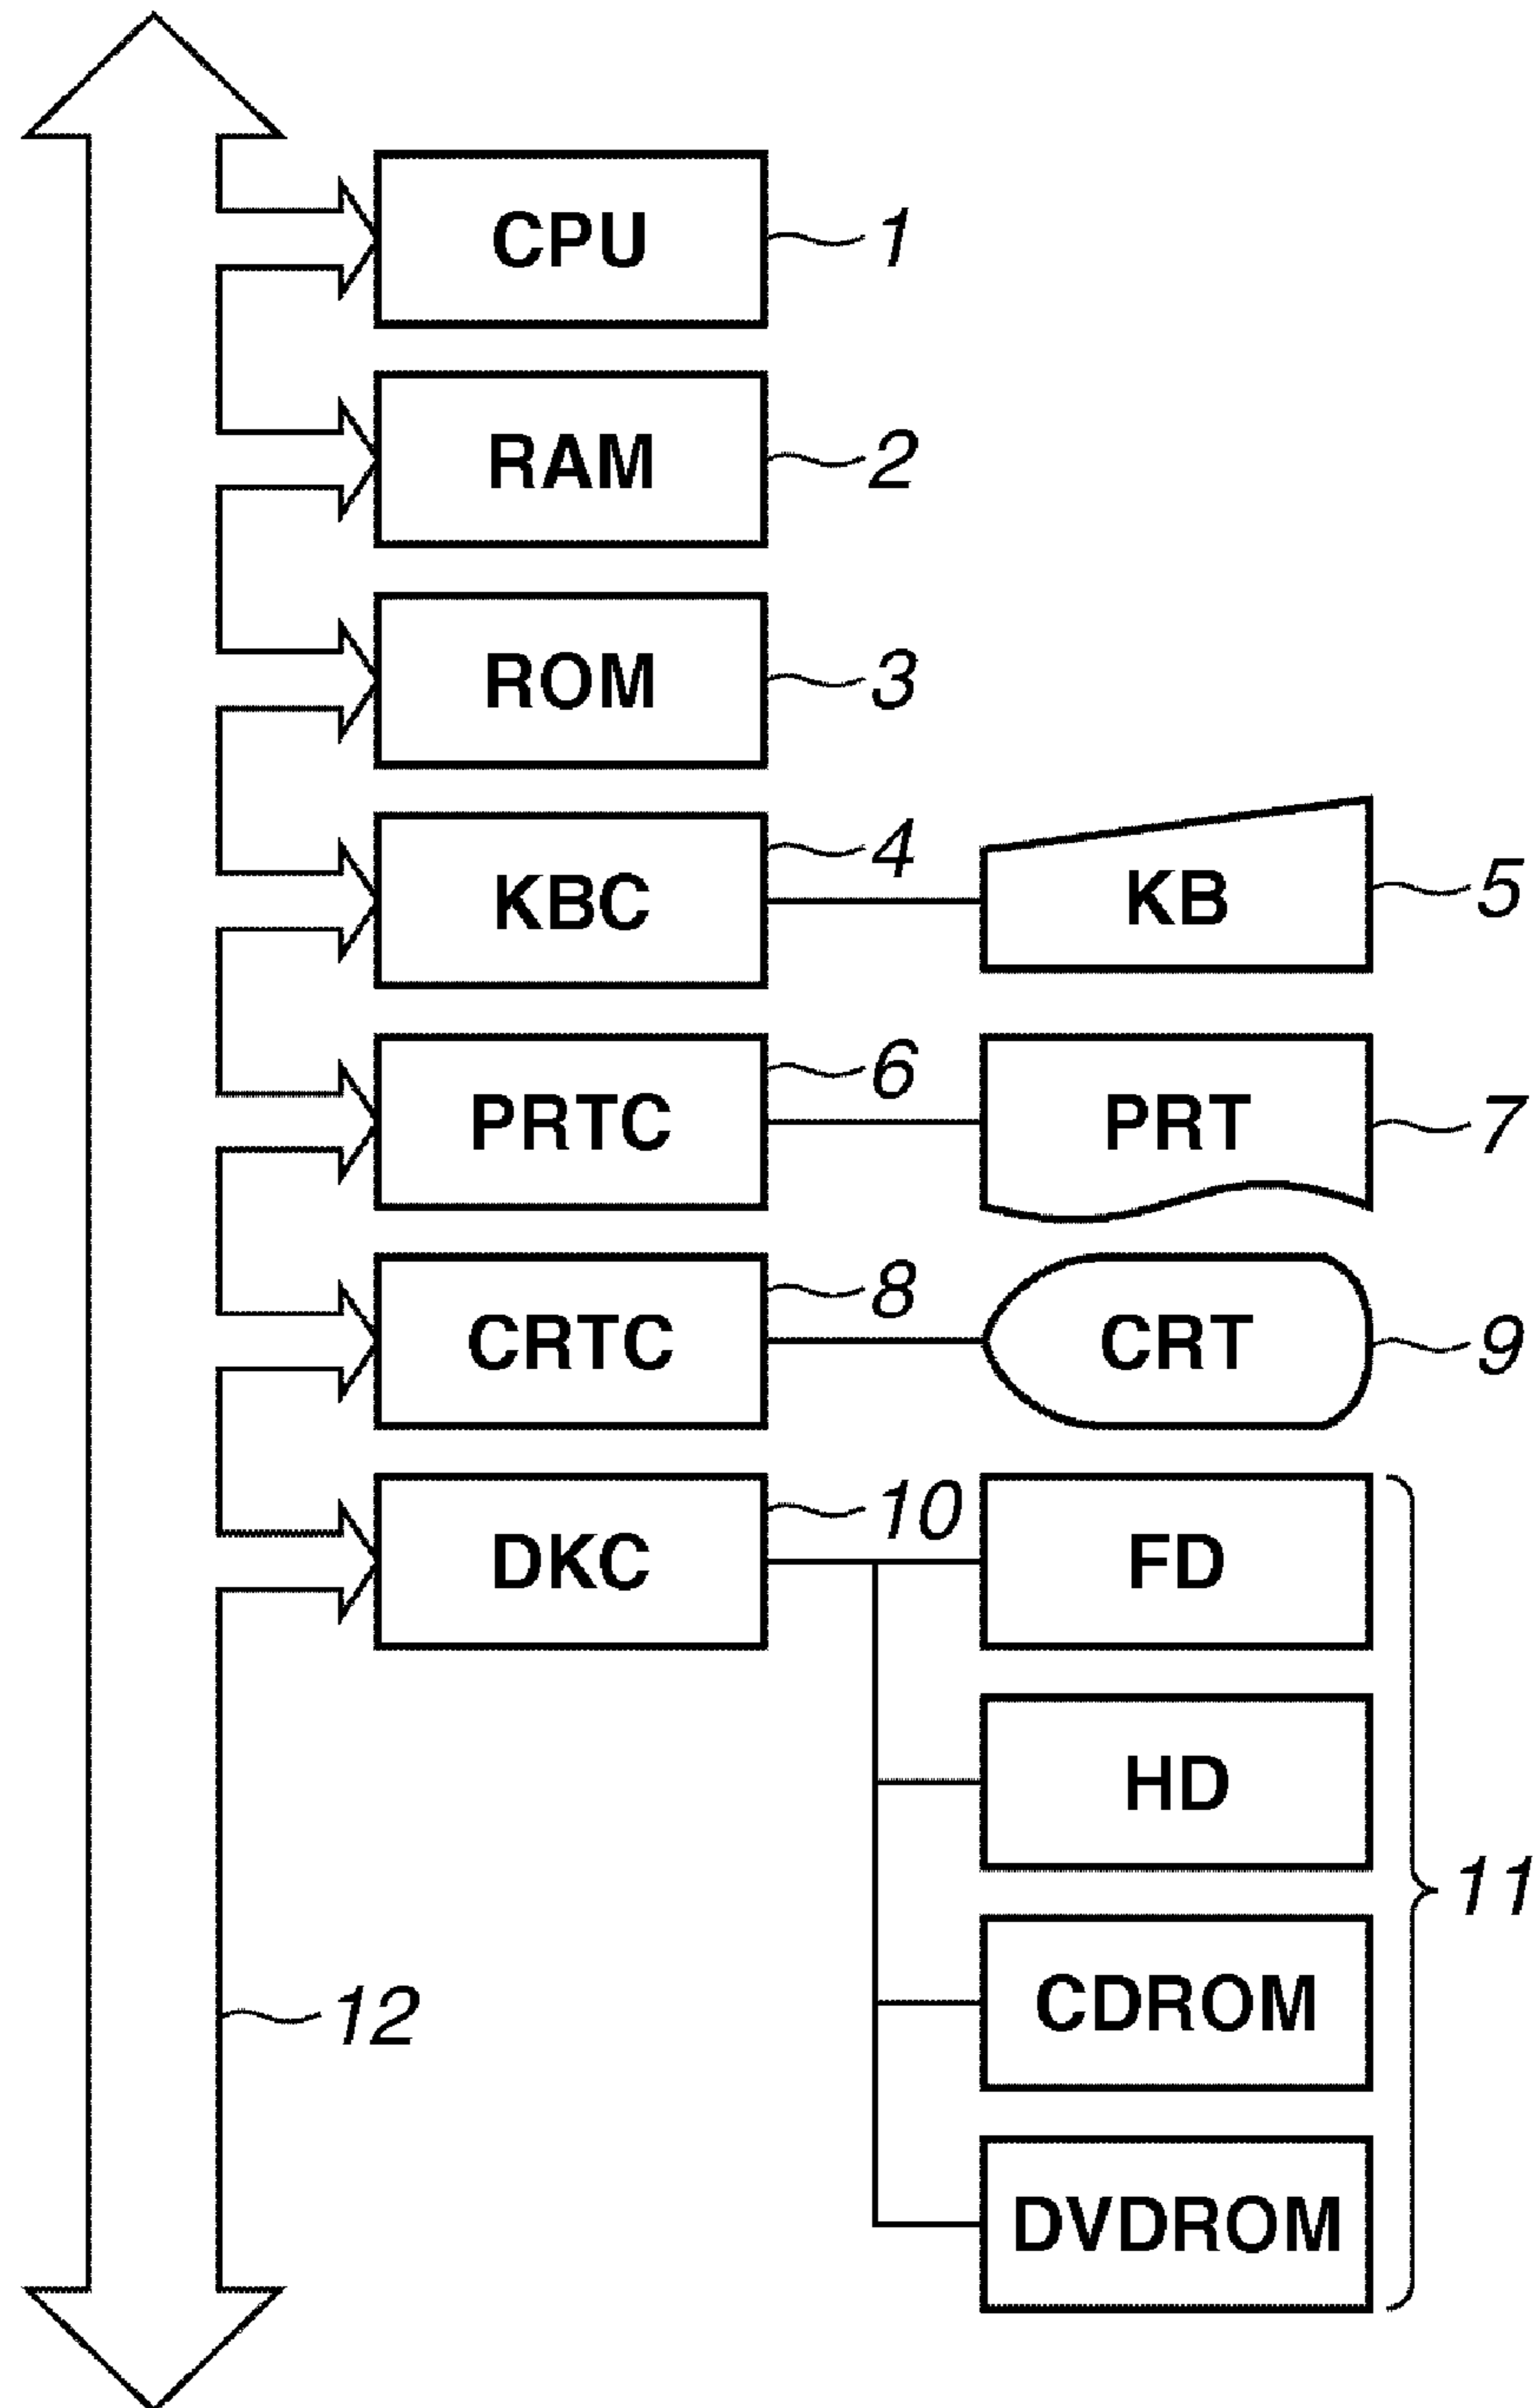 CPU 1
RAM 2
ROM 3
KBC 4 KB 5
PRTC 6 PRT 7
CRTC 8 CRT 9
DKC 10 FD
HD
11
CDROM
12
DVDROM